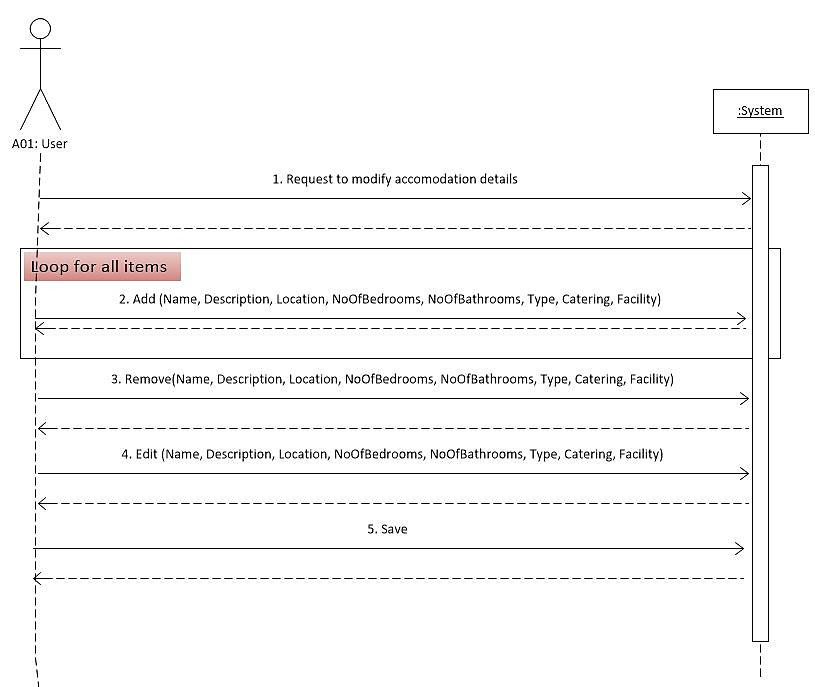 A01: User
:System
1. Request to modify accomodation details
Loop for all items
2. Add (Name, Description, Location, NoOfBedrooms, NoOfBathrooms, Type, Catering, Facility)
3. Remove(Name, Description, Location, NoOfBedrooms, NoOfBathrooms, Type, Catering, Facility)
4. Edit (Name, Description, Location, NoOfBedrooms, NoOfBathrooms, Type, Catering, Facility)
5. Save